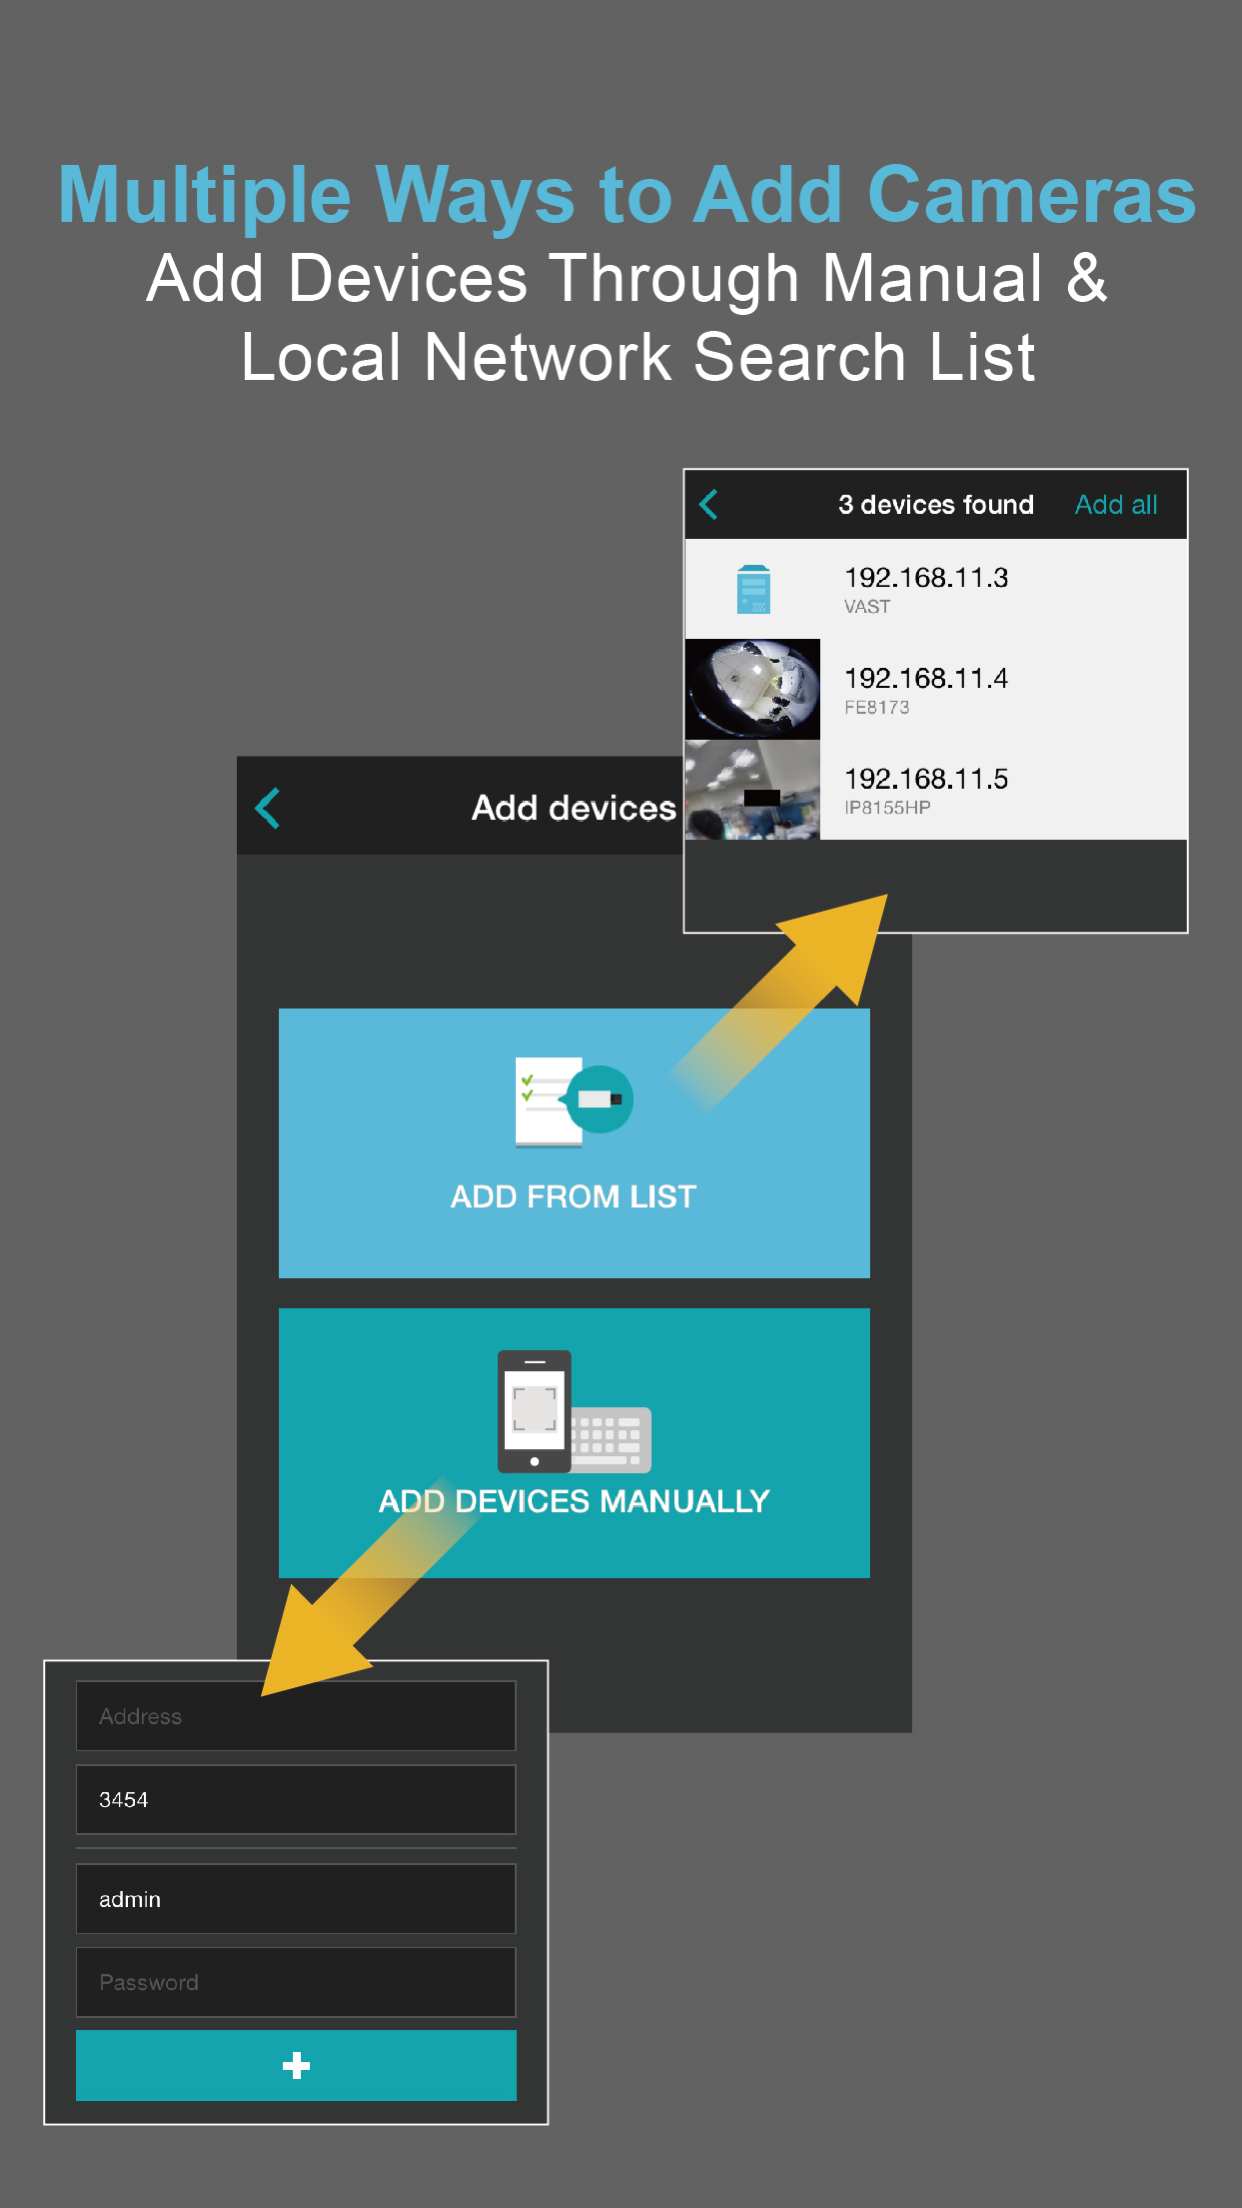 Multiple Ways to Add Cameras
Add Devices Through Manual &
Local Network Search List
3 devices found Add all
192.168.11.3
VAST
192.168.11.4
FE8173
192.168.11.5
IP8155HP
Add devices
ADD FROM LIST
ADD DEVICES MANUALLY
Address
3454
admin
Password